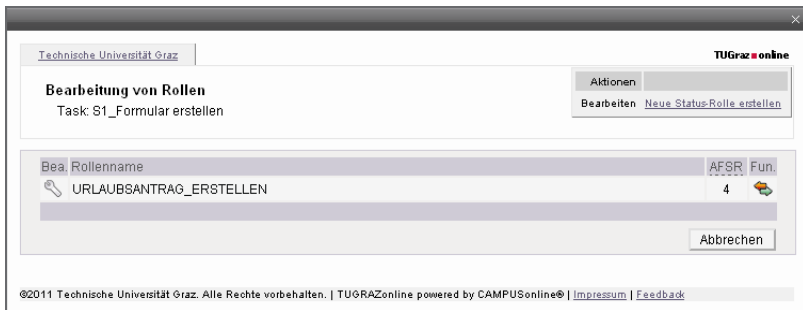 Technische Universität Graz
TUGraz online
Bearbeitung von Rollen
Task: S1_Formular erstellen
Aktionen
Bearbeiten Neue Status-Rolle erstellen
Bea. Rollenname AFSR Fun.
URLAUBSANTRAG_ERSTELLEN 4
Abbrechen
©2011 Technische Universität Graz. Alle Rechte vorbehalten. | TUGRAZonline powered by CAMPUSonline® | Impressum | Feedback